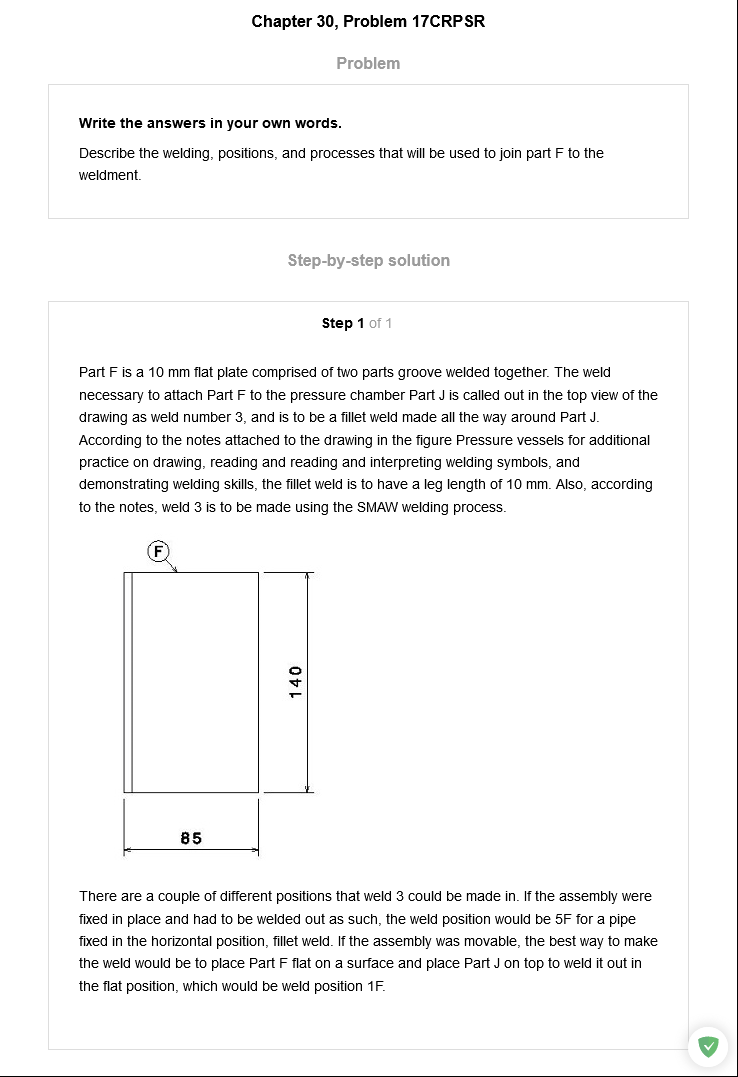 Chapter 30, Problem 17CRPSR
Problem
Write the answers in your own words.
Describe the welding, positions, and processes that will be used to join part F to the
weldment.
Step-by-step solution
Step 1 of 1
Part F is a 10 mm flat plate comprised of two parts groove welded together. The weld
necessary to attach Part F to the pressure chamber Part J is called out in the top view of the
drawing as weld number 3, and is to be a fillet weld made all the way around Part J.
According to the notes attached to the drawing in the figure Pressure vessels for additional
practice on drawing, reading and reading and interpreting welding symbols, and
demonstrating welding skills, the fillet weld is to have a leg length of 10 mm. Also, according
to the notes, weld 3 is to be made using the SMAW welding process.
F
140
85
There are a couple of different positions that weld 3 could be made in. If the assembly were
fixed in place and had to be welded out as such, the weld position would be 5F for a pipe
fixed in the horizontal position, fillet weld. If the assembly was movable, the best way to make
the weld would be to place Part F flat on a surface and place Part J on top to weld it out in
the flat position, which would be weld position 1F.